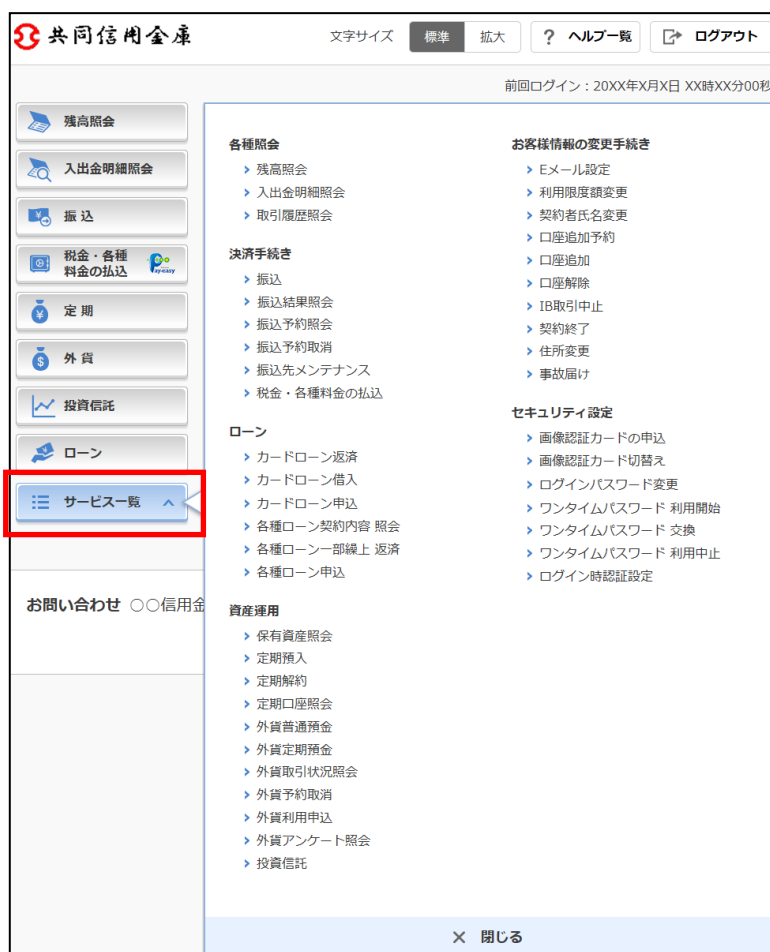 共同信用金庫
文字サイズ 標準 拡大 ? ヘルプ一覧 ログアウト
前回ログイン：20XX年X月X日 XX時XX分00秒
残高照会
入出金明細照会
振込
税金・各種
料金の払込
Pay-easy
定期
外貨
投資信託
ローン
サービス一覧
お問い合わせ ○○信用金
各種照会
残高照会
入出金明細照会
取引履歴照会
決済手続き
振込
振込結果照会
振込予約照会
振込予約取消
振込先メンテナンス
税金・各種料金の払込
ローン
カードローン返済
カードローン借入
カードローン申込
各種ローン契約内容 照会
各種ローン一部繰上 返済
各種ローン申込
資産運用
保有資産照会
定期預入
定期解約
定期口座照会
外貨普通預金
外貨定期預金
外貨取引状況照会
外貨予約取消
外貨利用申込
外貨アンケート照会
投資信託
お客様情報の変更手続き
Eメール設定
利用限度額変更
契約者氏名変更
口座追加予約
口座追加
口座解除
IB取引中止
契約終了
住所変更
事故届け
セキュリティ設定
画像認証カードの申込
画像認証カード切替え
ログインパスワード変更
ワンタイムパスワード 利用開始
ワンタイムパスワード 交換
ワンタイムパスワード 利用中止
ログイン時認証設定
× 閉じる